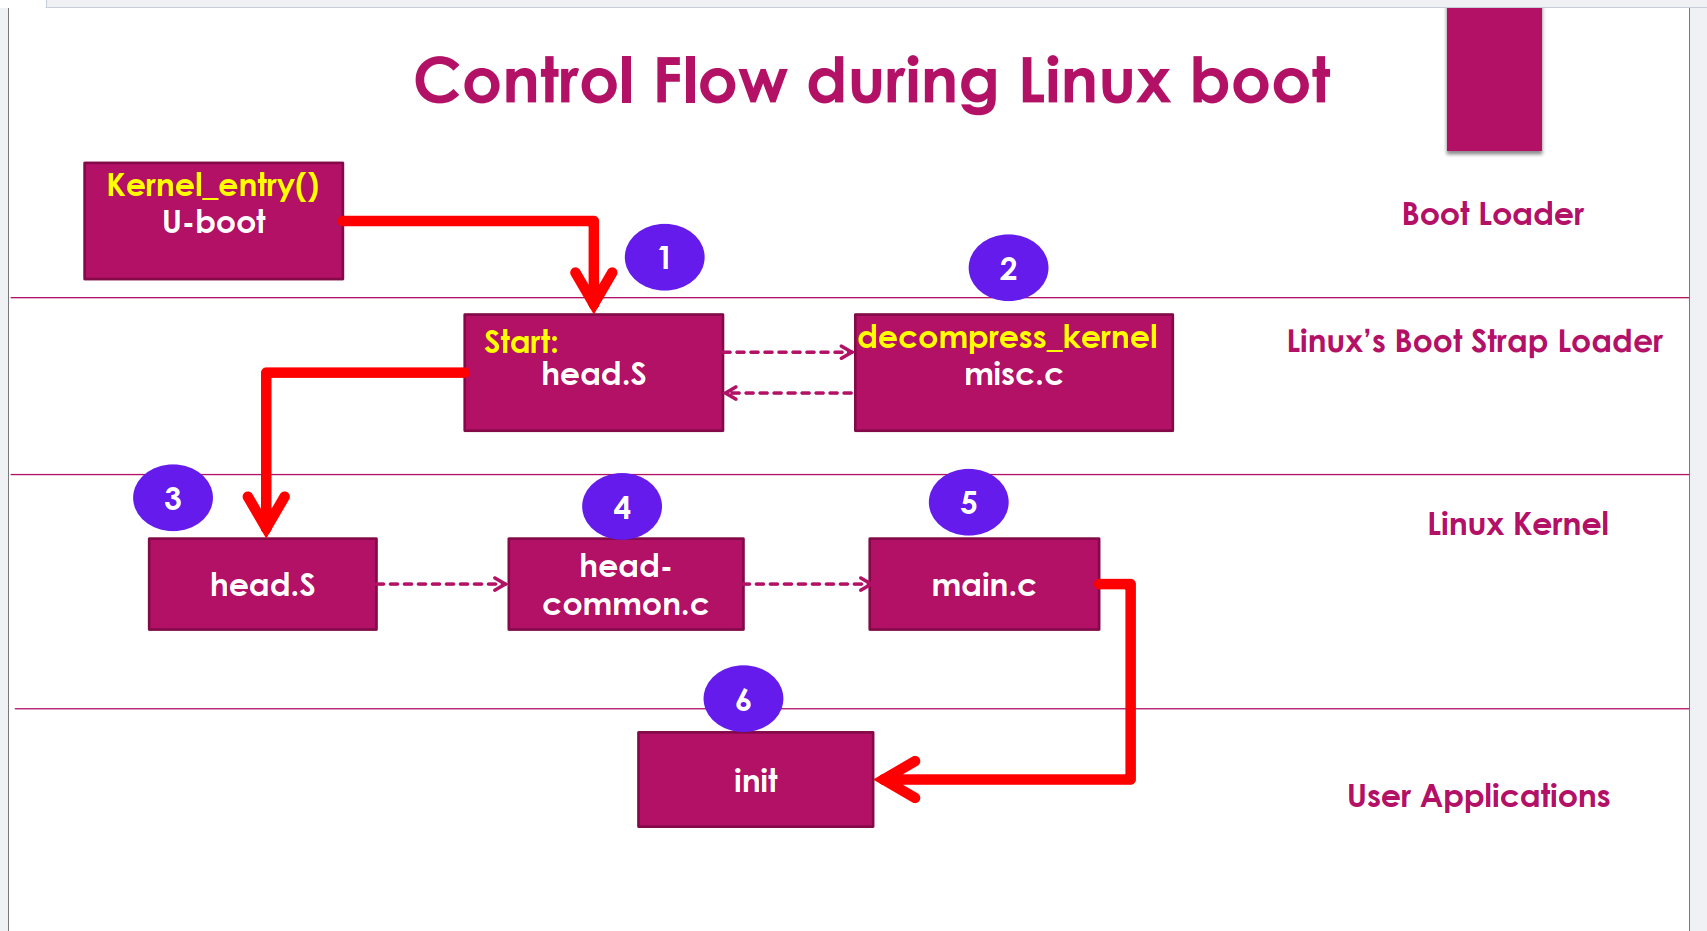 Control Flow during Linux boot
Kernel_entry()
U-boot
Boot Loader
1
2
Start:
head.S
decompress_kernel
misc.c
Linux’s Boot Strap Loader
3
4
5
Linux Kernel
head.S
head-
common.c
main.c
6
init
User Applications